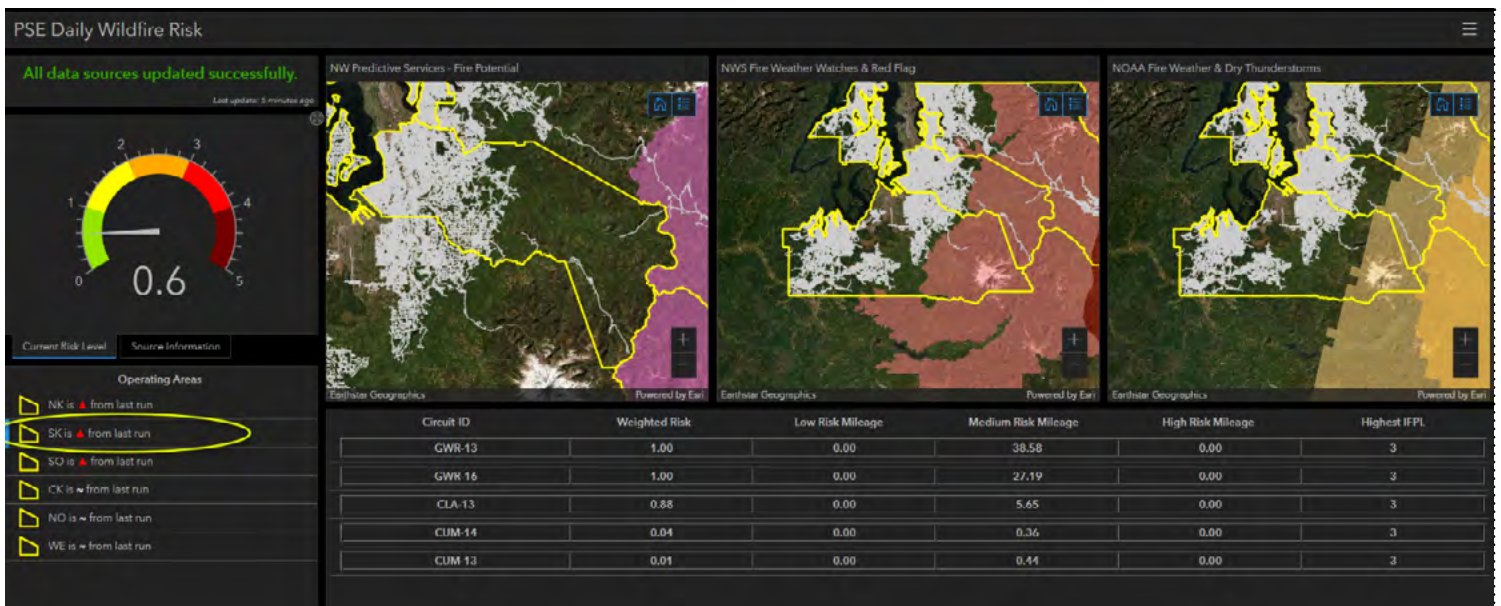 PSE Daily Wildfire Risk
All data sources updated successfully.
Last update: 5 minutes ago
0
1
2
3
4
5
0.6
Current Risk Level Source Information
Operating Areas
NK is ▲ from last run
SK is ▲ from last run
SO is ▲ from last run
CK is ~ from last run
NO is ~ from last run
WE is ~ from last run
NW Predictive Services - Fire Potential
Earthstar Geographics Powered by Esri
NWS Fire Weather Watches & Red Flag
Earthstar Geographics Powered by Esri
NOAA Fire Weather & Dry Thunderstorms
Earthstar Geographics Powered by Esri
Circuit ID Weighted Risk Low Risk Mileage Medium Risk Mileage High Risk Mileage Highest IFPL
GWR-13 1.00 0.00 38.58 0.00 3
GWR-16 1.00 0.00 27.19 0.00 3
CLA-13 0.88 0.00 5.65 0.00 3
CUM-14 0.04 0.00 0.36 0.00 3
CUM-13 0.01 0.00 0.44 0.00 3